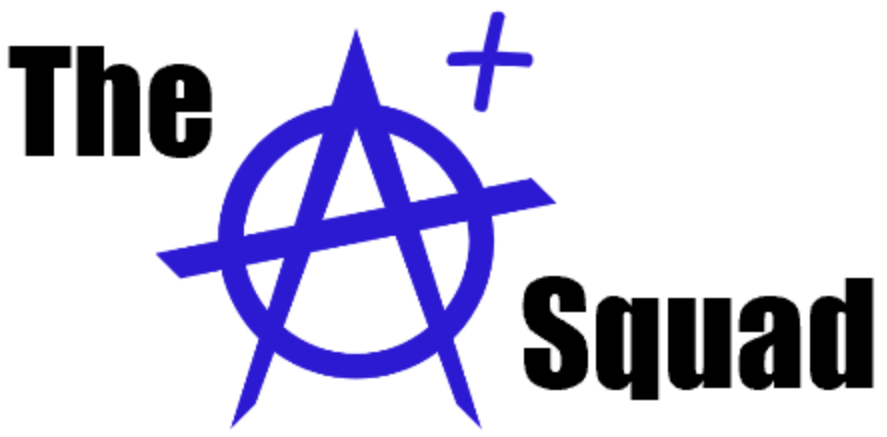 The
A+
Squad